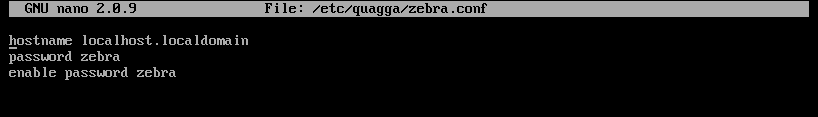 GNU nano 2.0.9 File: /etc/quagga/zebra.conf
hostname localhost.localdomain
password zebra
enable password zebra